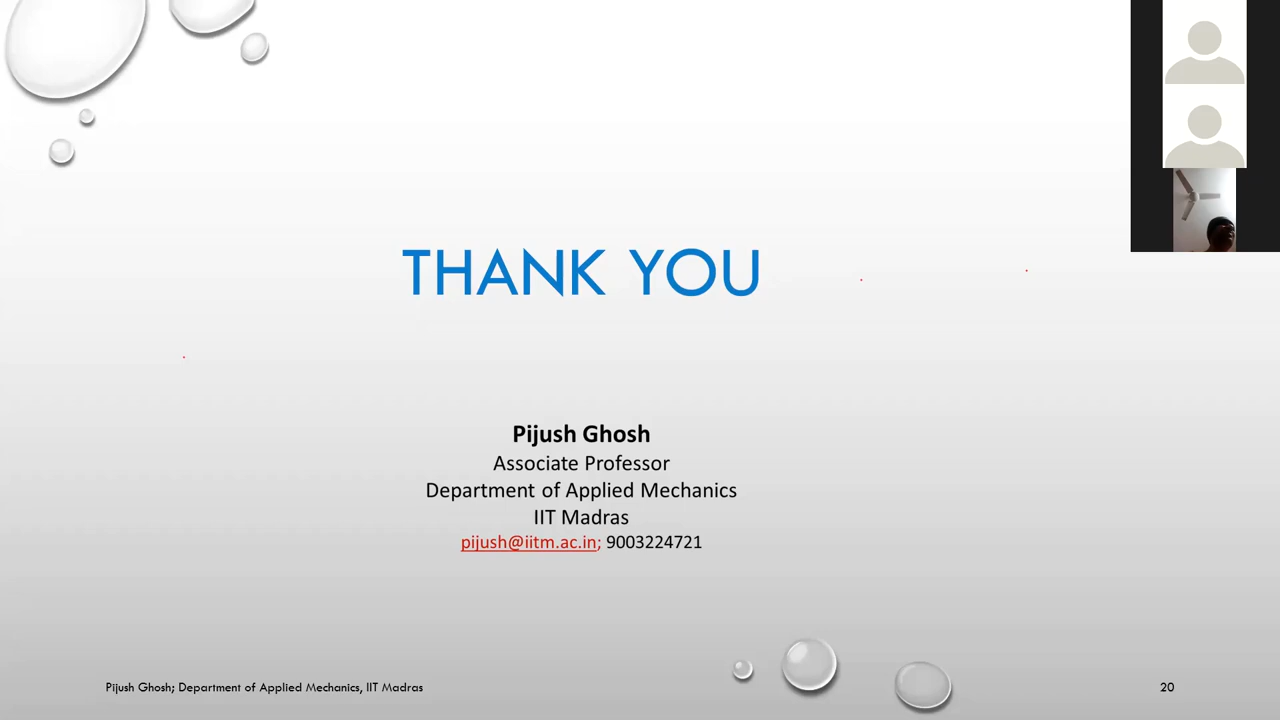 THANK YOU
Pijush Ghosh
Associate Professor
Department of Applied Mechanics
IIT Madras
pijush@iitm.ac.in; 9003224721
Pijush Ghosh; Department of Applied Mechanics, IIT Madras
20